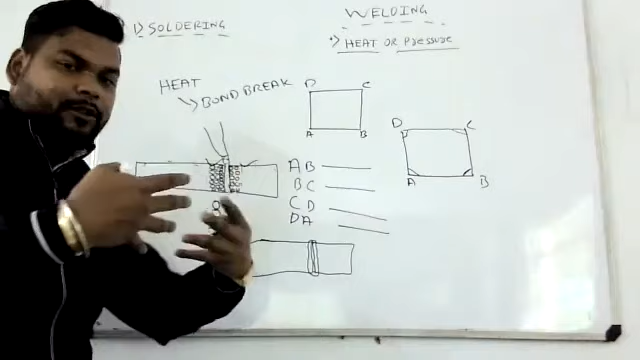 1) SOLDERING
WELDING
•) HEAT OR Pressure
HEAT
BOND BREAK
D C
A B
D C
A B
AB
BC
CD
DA